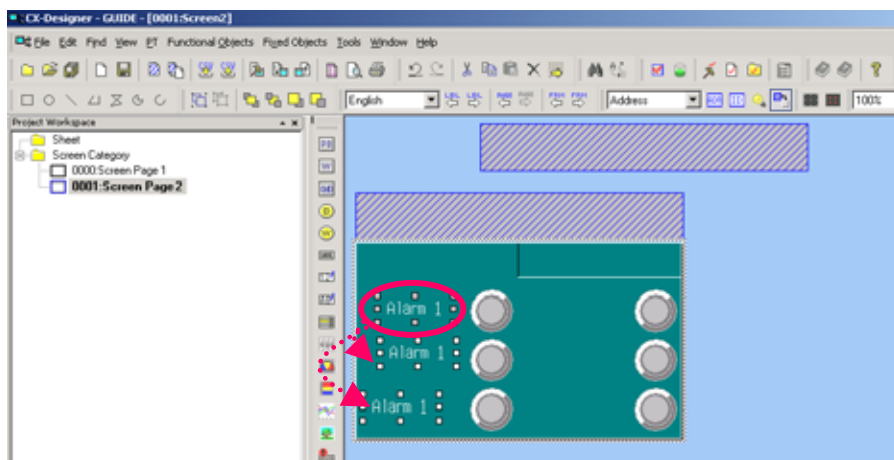 CX-Designer - GUIDE - [0001:Screen2]
File Edit Find View PT Functional Objects Fixed Objects Tools Window Help
English Address 100%
Project Workspace
Sheet
Screen Category
0000:Screen Page 1
0001:Screen Page 2
Alarm 1
Alarm 1
Alarm 1